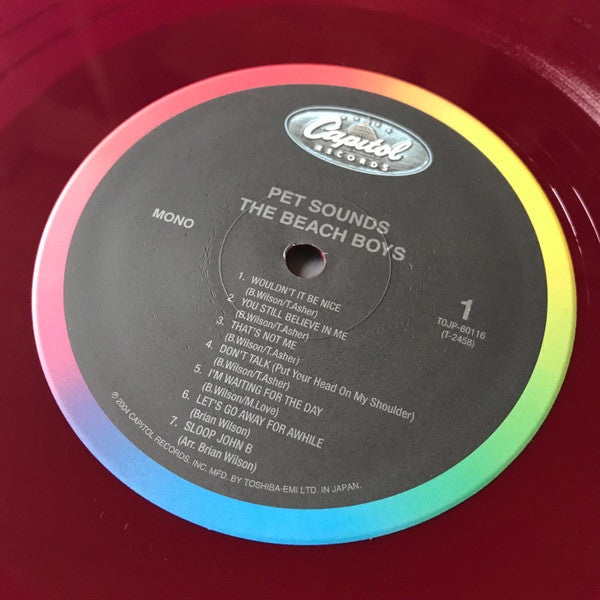 Capitol
RECORDS
PET SOUNDS
THE BEACH BOYS
MONO
1
TOJP-60116
(T-2458)
1. WOULDN'T IT BE NICE
(B.Wilson/T.Asher)
2. YOU STILL BELIEVE IN ME
(B.Wilson/T.Asher)
3. THAT'S NOT ME
(B.Wilson/T.Asher)
4. DON'T TALK (Put Your Head On My Shoulder)
(B.Wilson/T.Asher)
5. I'M WAITING FOR THE DAY
(B.Wilson/M.Love)
6. LET'S GO AWAY FOR AWHILE
(Brian Wilson)
7. SLOOP JOHN B
(Arr. Brian Wilson)
℗ 2004 CAPITOL RECORDS, INC. MFD. BY TOSHIBA-EMI LTD. IN JAPAN.